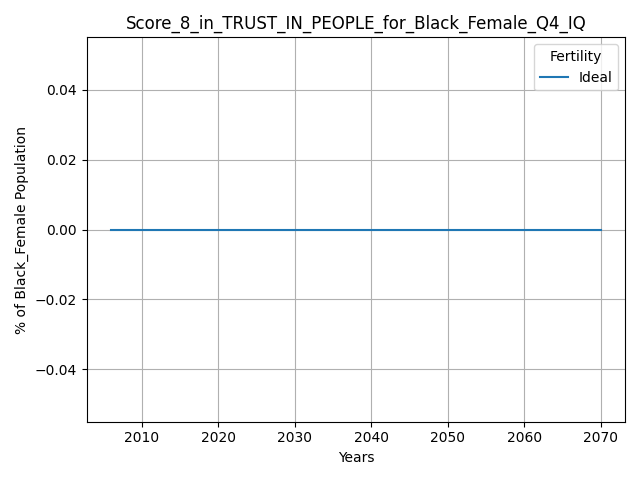 Score_8_in_TRUST_IN_PEOPLE_for_Black_Female_Q4_IQ
Fertility
Ideal
% of Black_Female Population
0.04
0.02
0.00
−0.02
−0.04
2010 2020 2030 2040 2050 2060 2070
Years